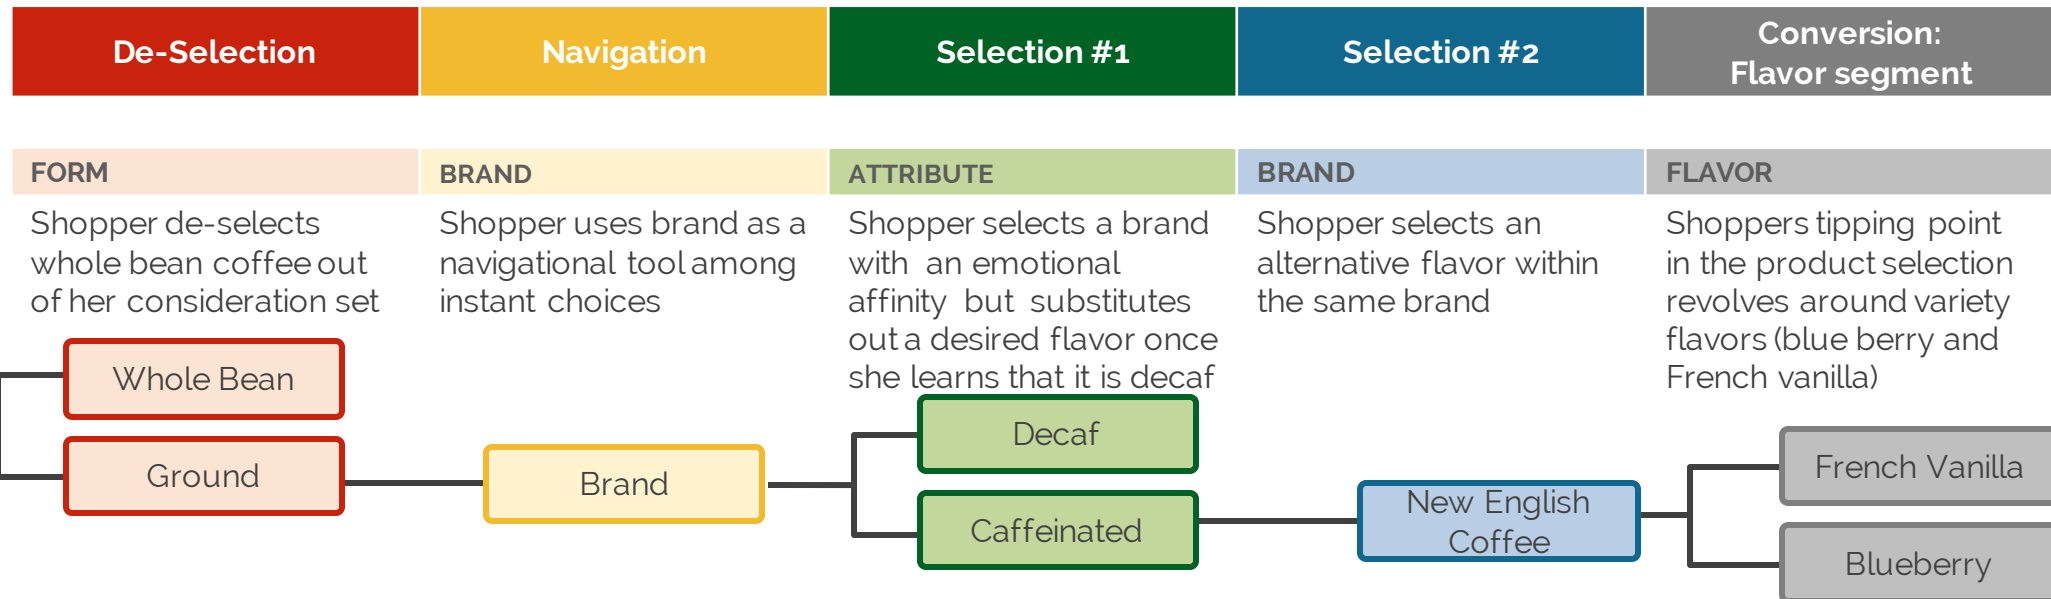 De-Selection
Navigation
Selection #1
Selection #2
Conversion:
Flavor segment
FORM
Shopper de-selects
whole bean coffee out
of her consideration set
BRAND
Shopper uses brand as a
navigational tool among
instant choices
ATTRIBUTE
Shopper selects a brand
with an emotional
affinity but substitutes
out a desired flavor once
she learns that it is decaf
BRAND
Shopper selects an
alternative flavor within
the same brand
FLAVOR
Shoppers tipping point
in the product selection
revolves around variety
flavors (blue berry and
French vanilla)
Whole Bean
Ground
Brand
Decaf
Caffeinated
New English
Coffee
French Vanilla
Blueberry